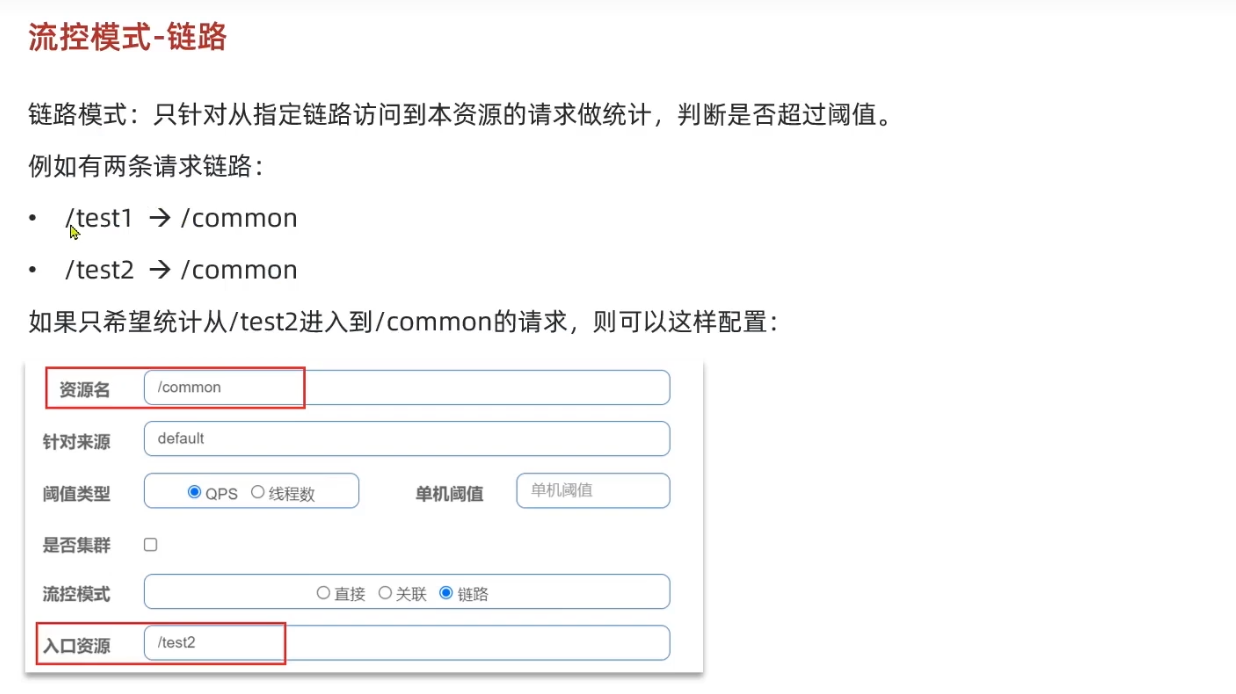 流控模式-链路
链路模式：只针对从指定链路访问到本资源的请求做统计，判断是否超过阈值。
例如有两条请求链路：
• /test1 → /common
• /test2 → /common
如果只希望统计从/test2进入到/common的请求，则可以这样配置：
资源名 /common
针对来源 default
阈值类型 QPS 线程数 单机阈值 单机阈值
是否集群
流控模式 直接 关联 链路
入口资源 /test2